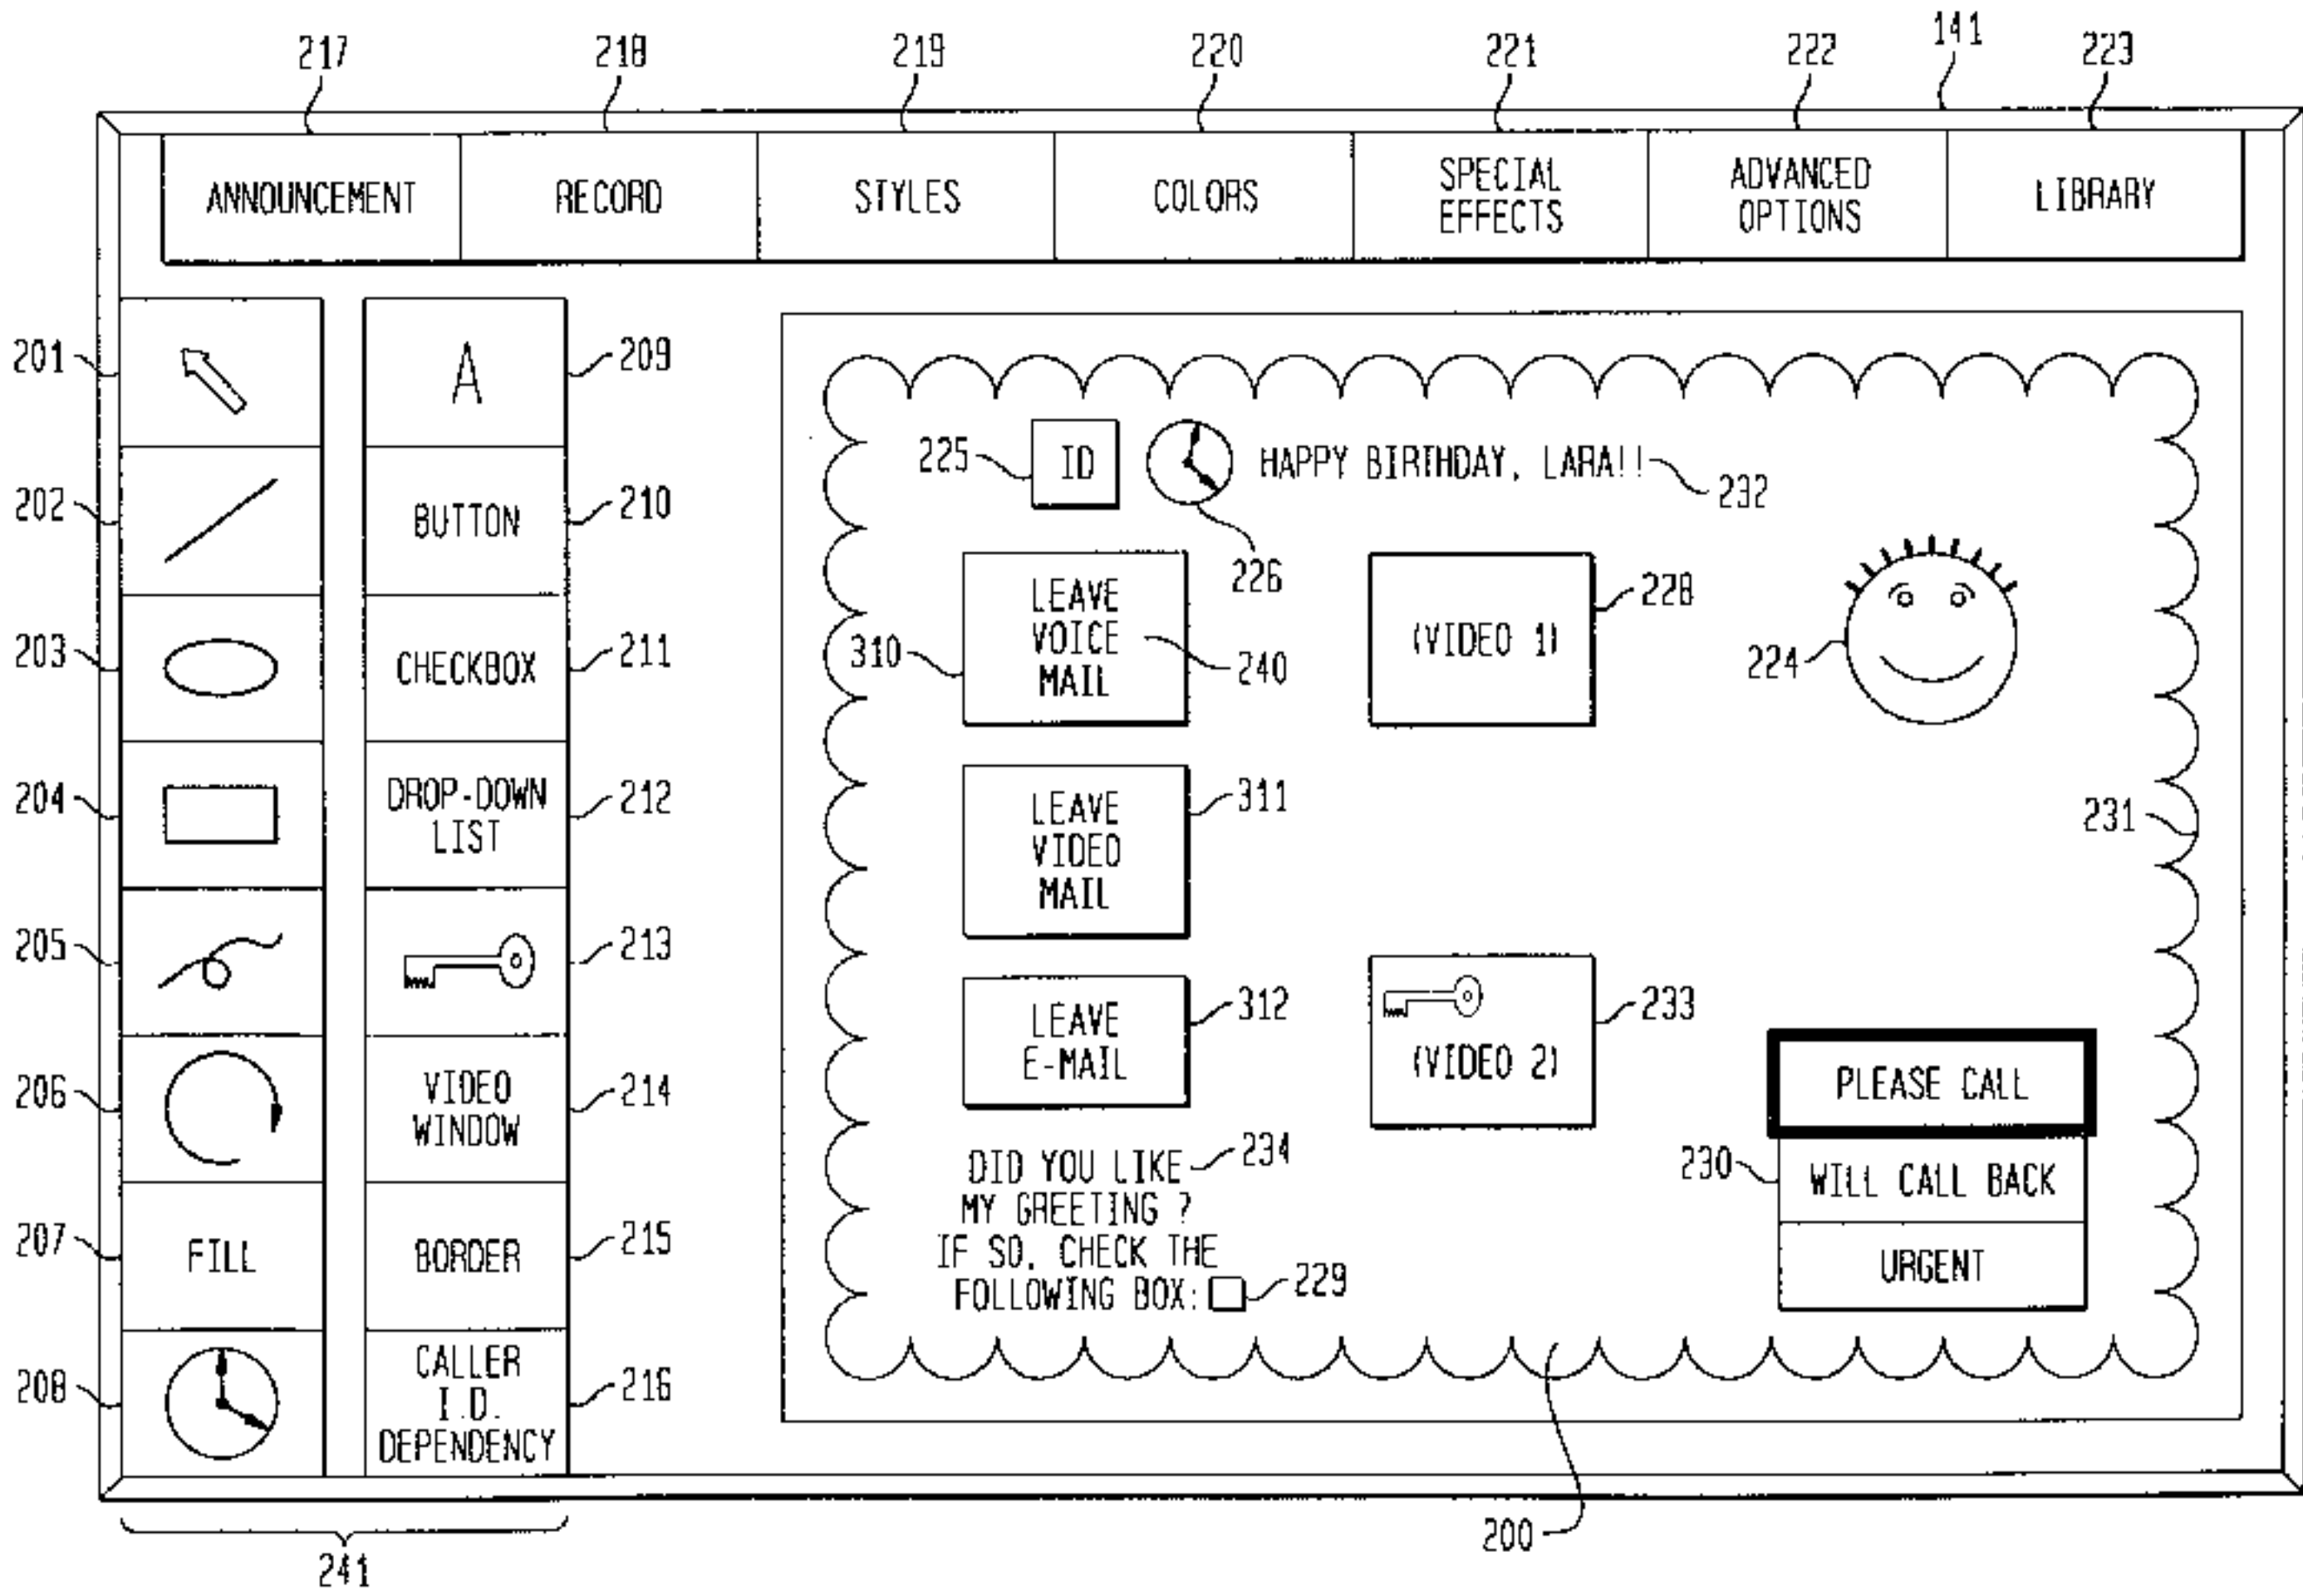 217 218 219 220 221 222 141 223
ANNOUNCEMENT
RECORD
STYLES
COLORS
SPECIAL
EFFECTS
ADVANCED
OPTIONS
LIBRARY
201
A
209
202
BUTTON
210
203
CHECKBOX
211
204
DROP-DOWN
LIST
212
205
213
206
VIDEO
WINDOW
214
207
FILL
BORDER
215
208
CALLER
I.D.
DEPENDENCY
216
241
225
ID
226
HAPPY BIRTHDAY, LARA!!
232
310
LEAVE
VOICE
MAIL
240
(VIDEO 1)
228
224
LEAVE
VIDEO
MAIL
311
231
LEAVE
E-MAIL
312
(VIDEO 2)
233
PLEASE CALL
230
WILL CALL BACK
URGENT
DID YOU LIKE
234
MY GREETING ?
IF SO, CHECK THE
FOLLOWING BOX:
229
200